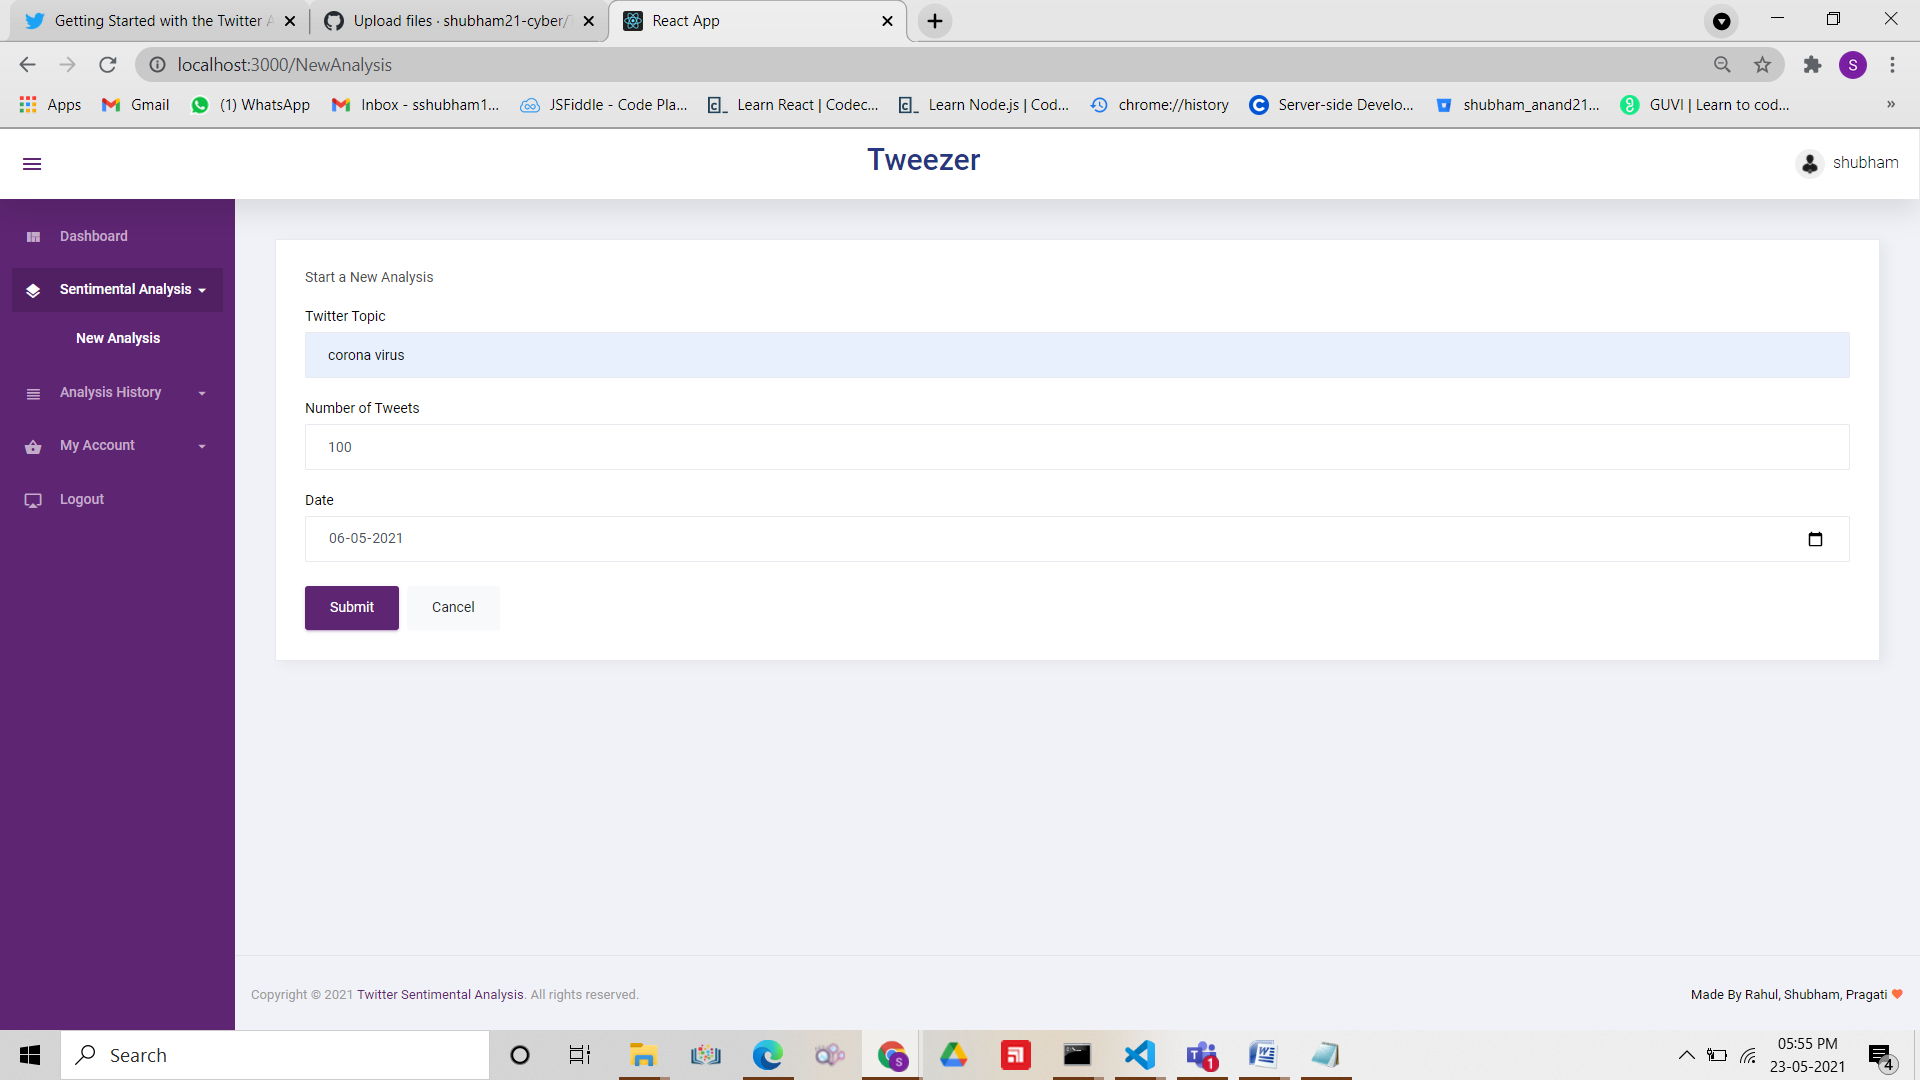 Getting Started with the Twitter A
Upload files · shubham21-cyber/T
React App
localhost:3000/NewAnalysis
S
Apps
Gmail
(1) WhatsApp
Inbox - sshubham1...
JSFiddle - Code Pla...
Learn React | Codec...
Learn Node.js | Cod...
chrome://history
Server-side Develo...
shubham_anand21...
GUVI | Learn to cod...
»
Tweezer
shubham
Dashboard
Sentimental Analysis
New Analysis
Analysis History
My Account
Logout
Start a New Analysis
Twitter Topic
corona virus
Number of Tweets
100
Date
06-05-2021
Submit
Cancel
Copyright © 2021 Twitter Sentimental Analysis. All rights reserved.
Made By Rahul, Shubham, Pragati
Search
S
1
05:55 PM
23-05-2021
4